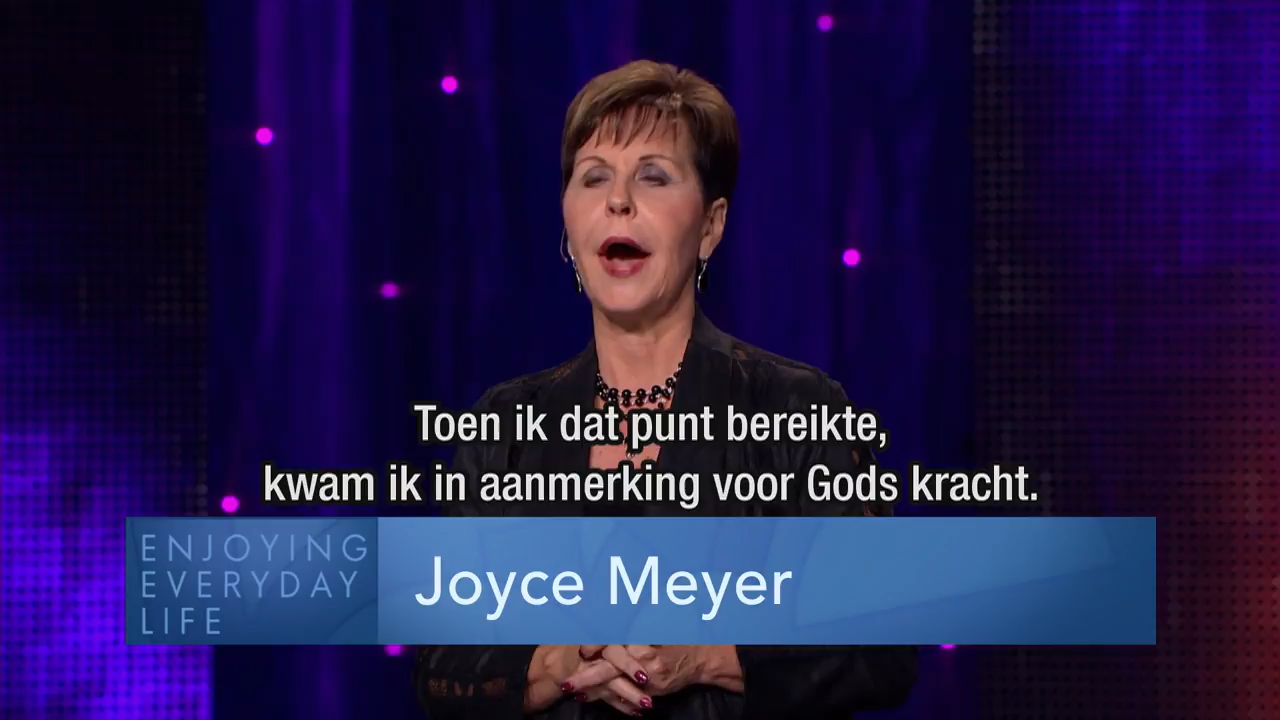 Toen ik dat punt bereikte,
kwam ik in aanmerking voor Gods kracht.
ENJOYING
EVERYDAY
LIFE
Joyce Meyer